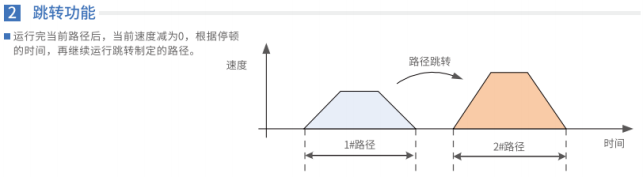 2 跳转功能
运行完当前路径后，当前速度减为0，根据停顿
的时间，再继续运行跳转制定的路径。
速度
路径跳转
1#路径
2#路径
时间